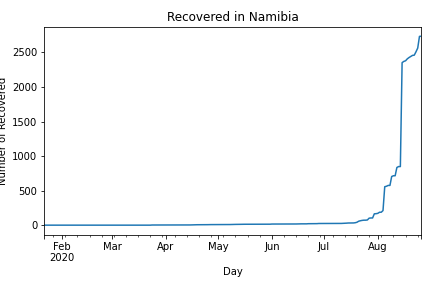 Recovered in Namibia
Number of Recovered
2500
2000
1500
1000
500
0
Feb
2020
Mar
Apr
May
Jun
Jul
Aug
Day